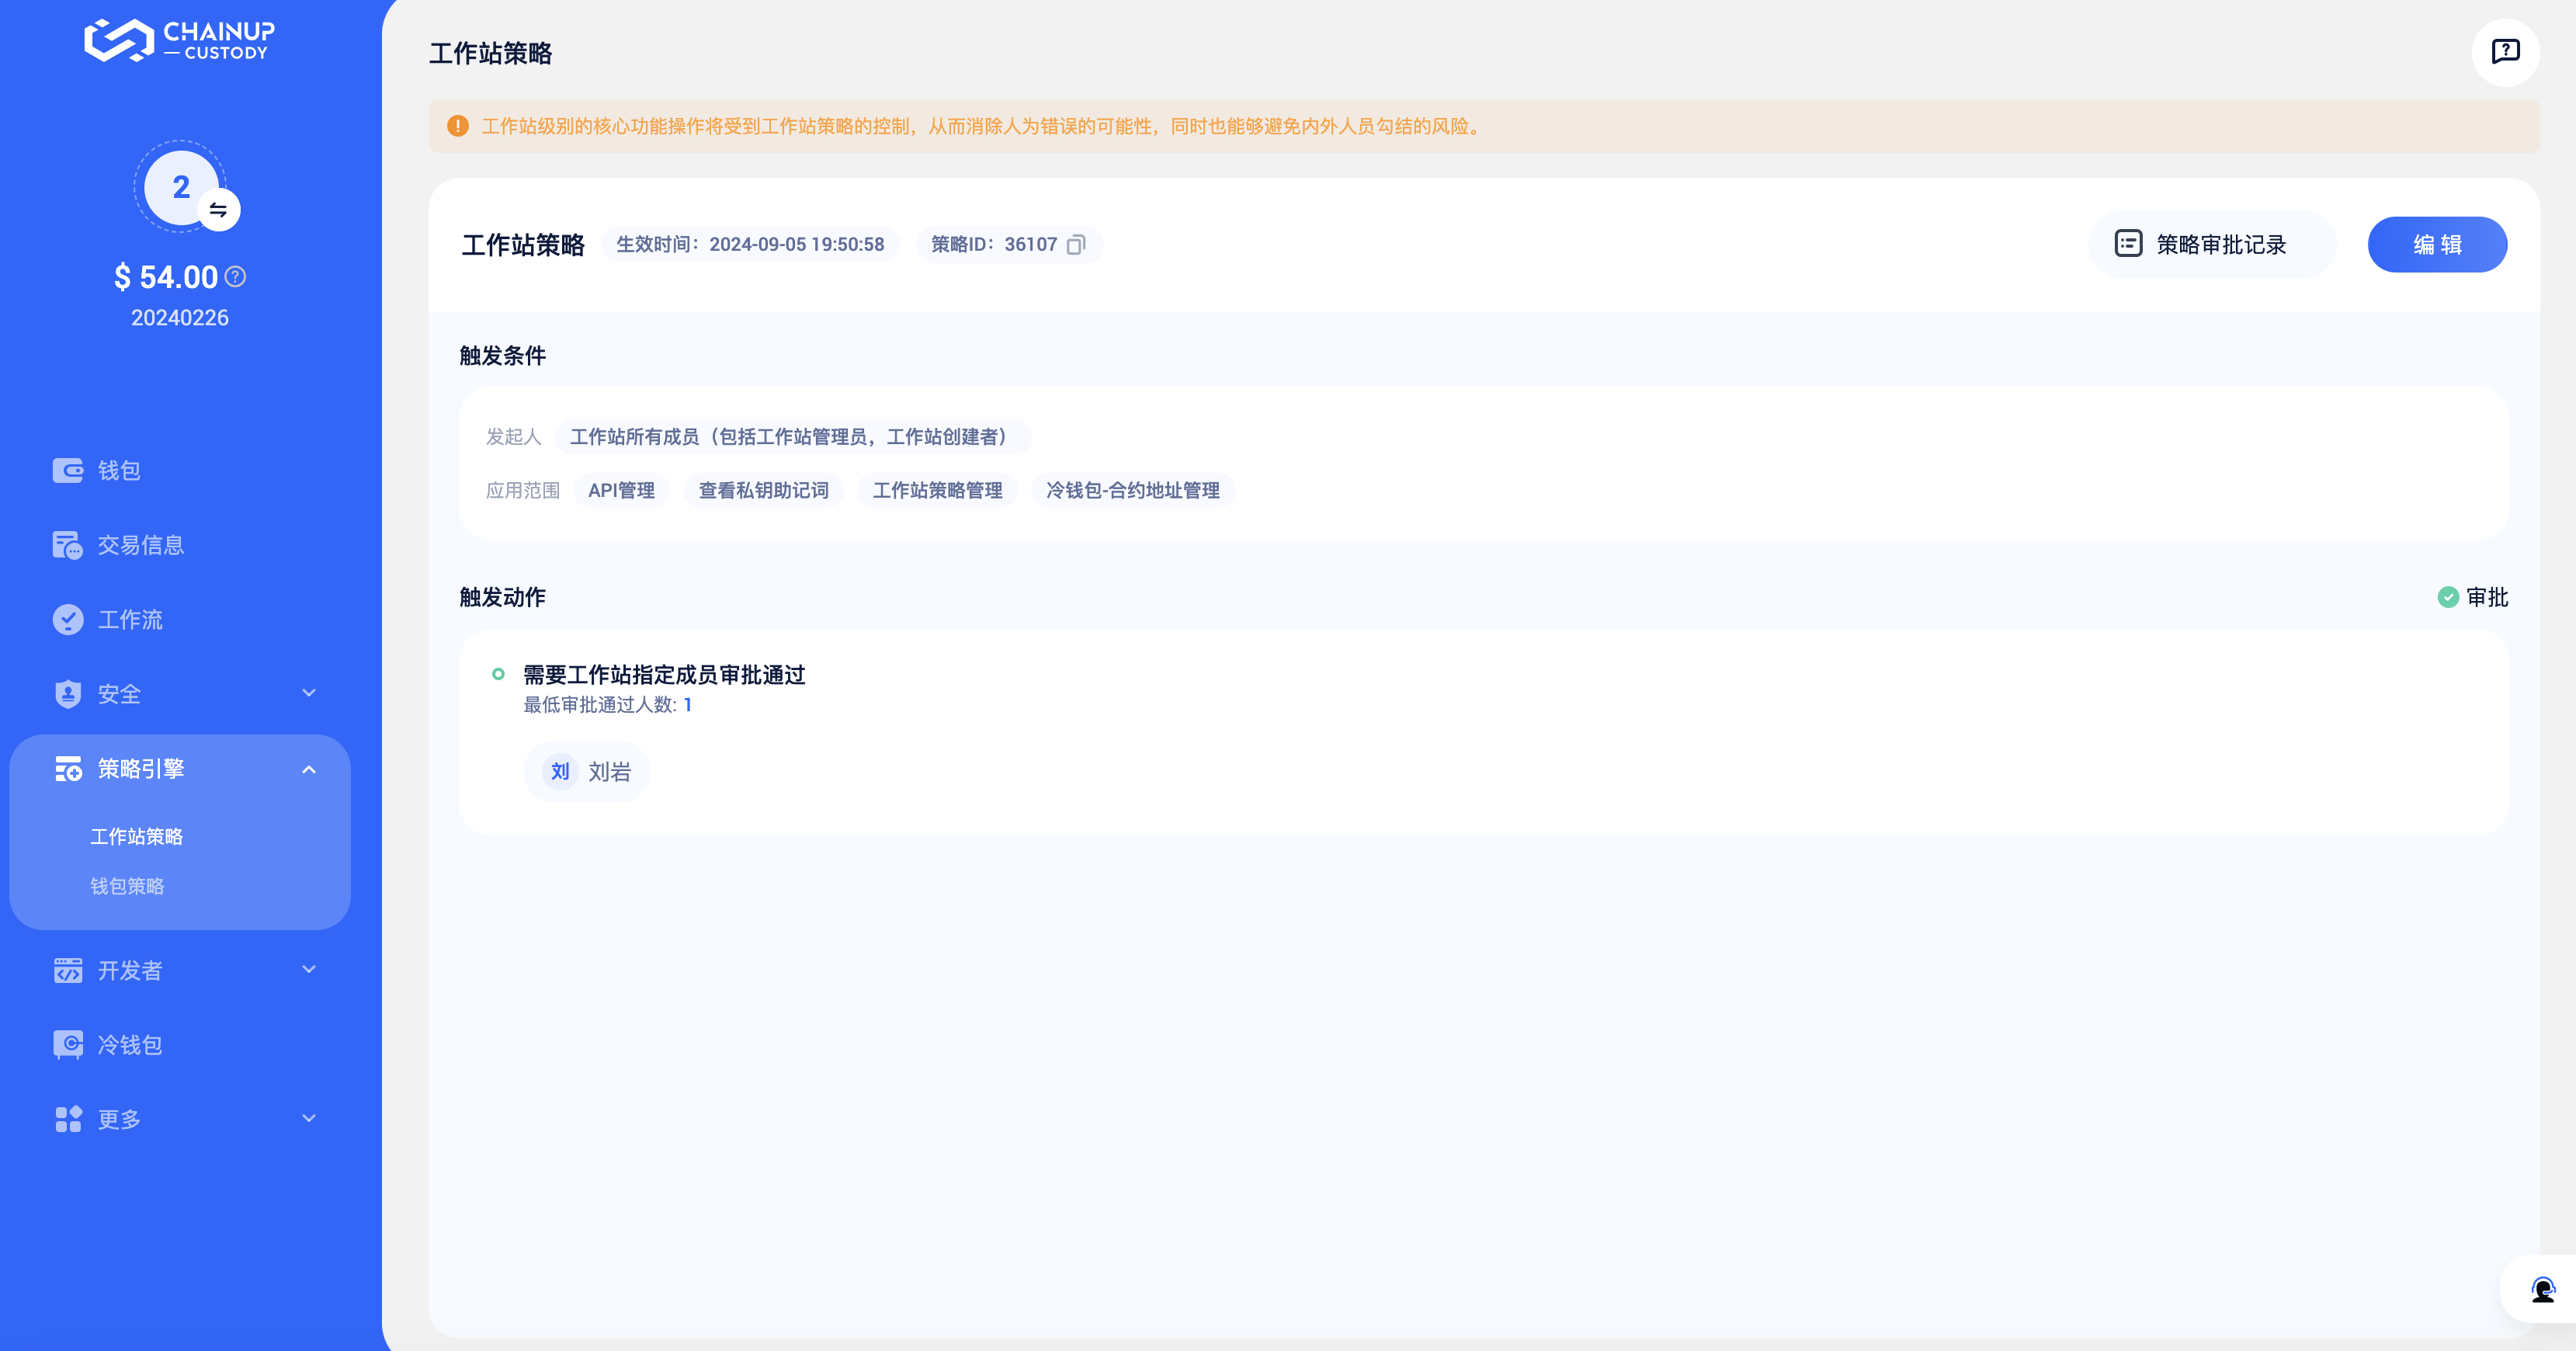 CHAINUP
CUSTODY
2
$ 54.00
20240226
钱包
交易信息
工作流
安全
策略引擎
工作站策略
钱包策略
开发者
冷钱包
更多
工作站策略
工作站级别的核心功能操作将受到工作站策略的控制，从而消除人为错误的可能性，同时也能够避免内外人员勾结的风险。
工作站策略 生效时间：2024-09-05 19:50:58 策略ID：36107 策略审批记录 编 辑
触发条件
发起人 工作站所有成员（包括工作站管理员，工作站创建者）
应用范围 API管理 查看私钥助记词 工作站策略管理 冷钱包-合约地址管理
触发动作 审批
需要工作站指定成员审批通过
最低审批通过人数: 1
刘 刘岩